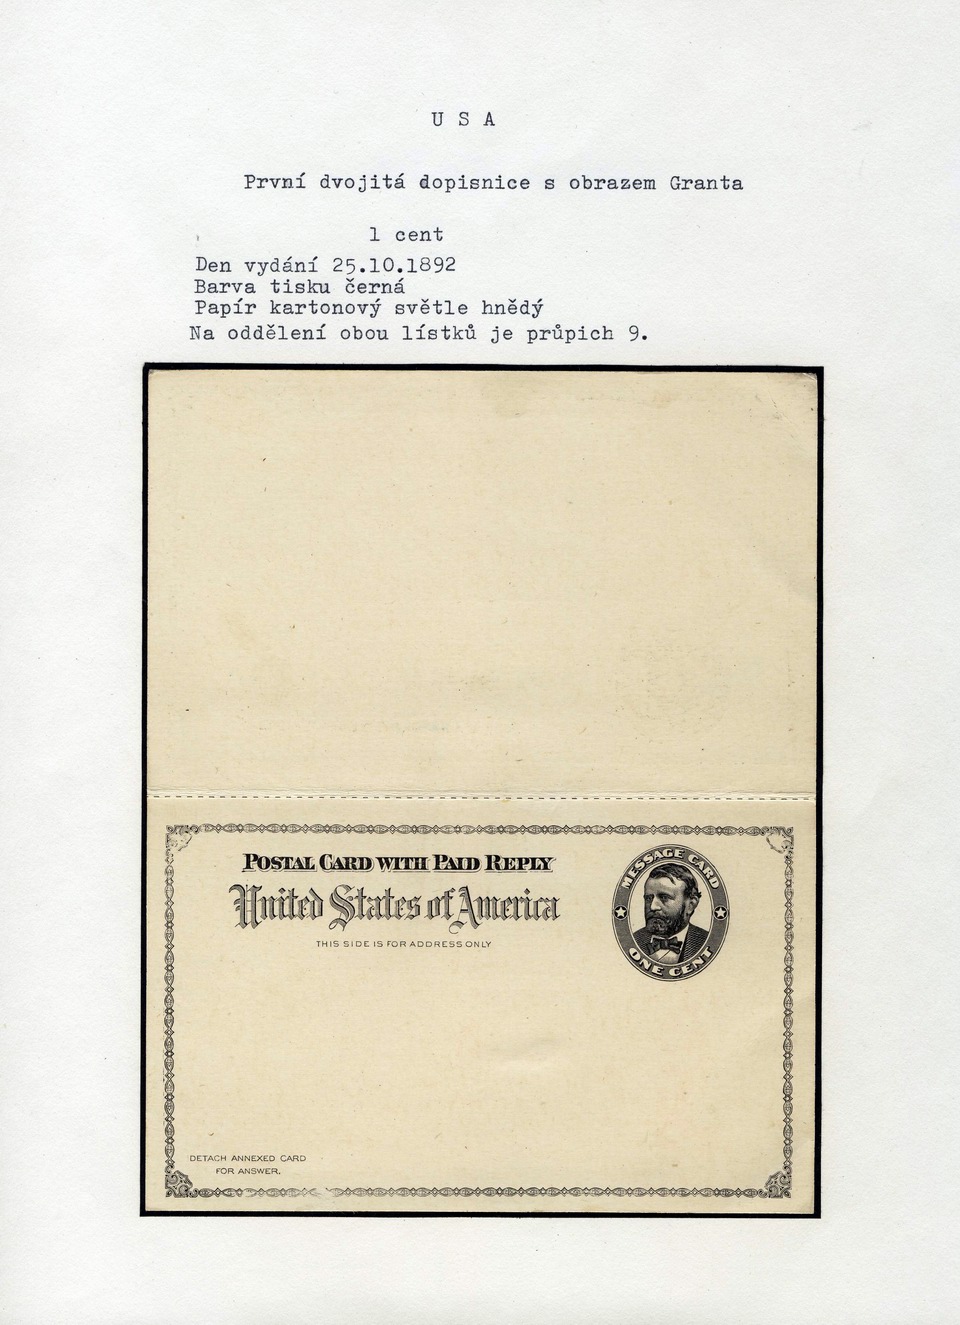 U S A
První dvojitá dopisnice s obrazem Granta
1 cent
Den vydání 25.10.1892
Barva tisku černá
Papír kartonový světle hnědý
Na oddělení obou lístků je průpich 9.
POSTAL CARD WITH PAID REPLY
United States of America
THIS SIDE IS FOR ADDRESS ONLY
MESSAGE CARD
ONE CENT
DETACH ANNEXED CARD
FOR ANSWER.